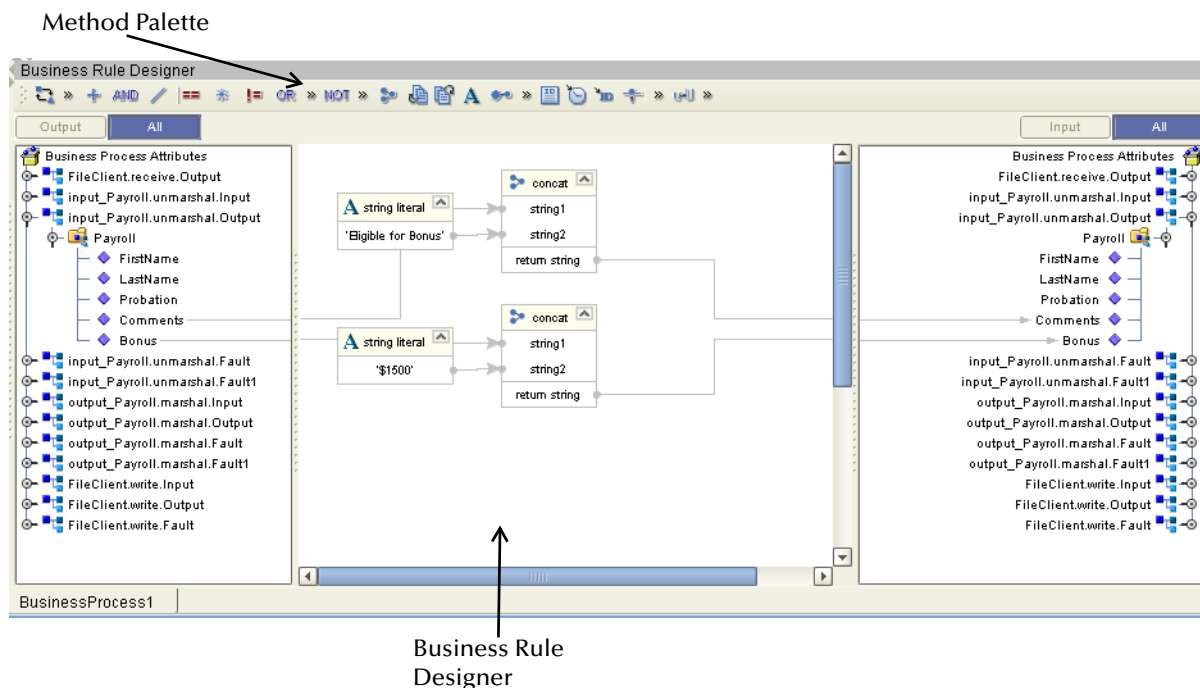 Method Palette
Business Rule Designer
» AND == != OR » NOT » A » ID ID » »
Output All
Input All
Business Process Attributes
FileClient.receive.Output
input_Payroll.unmarshal.Input
input_Payroll.unmarshal.Output
Payroll
FirstName
LastName
Probation
Comments
Bonus
input_Payroll.unmarshal.Fault
input_Payroll.unmarshal.Fault1
output_Payroll.marshal.Input
output_Payroll.marshal.Output
output_Payroll.marshal.Fault
output_Payroll.marshal.Fault1
FileClient.write.Input
FileClient.write.Output
FileClient.write.Fault
A string literal
'Eligible for Bonus'
concat
string1
string2
return string
A string literal
'$1500'
concat
string1
string2
return string
Business Process Attributes
FileClient.receive.Output
input_Payroll.unmarshal.Input
input_Payroll.unmarshal.Output
Payroll
FirstName
LastName
Probation
Comments
Bonus
input_Payroll.unmarshal.Fault
input_Payroll.unmarshal.Fault1
output_Payroll.marshal.Input
output_Payroll.marshal.Output
output_Payroll.marshal.Fault
output_Payroll.marshal.Fault1
FileClient.write.Input
FileClient.write.Output
FileClient.write.Fault
BusinessProcess1
Business Rule
Designer